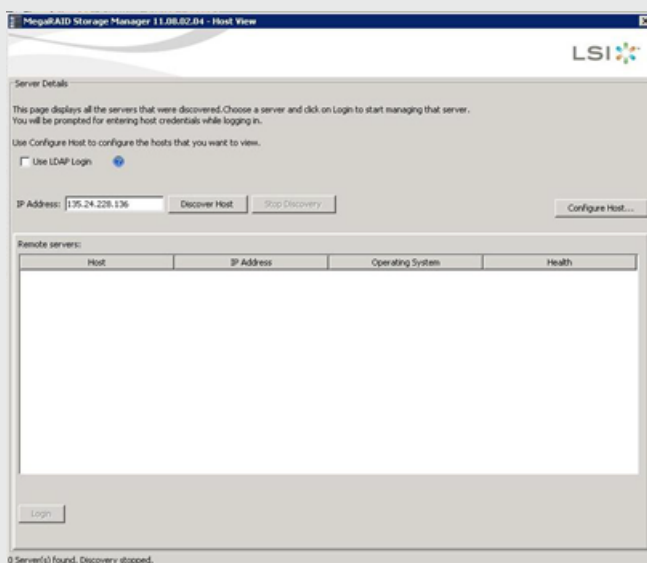 MegaRAID Storage Manager 11.08.02.04 - Host View
LSI
Server Details
This page displays all the servers that were discovered.Choose a server and click on Login to start managing that server.
You will be prompted for entering host credentials while logging in.
Use Configure Host to configure the hosts that you want to view.
Use LDAP Login
IP Address: 135.24.228.136 Discover Host Stop Discovery
Configure Host...
Remote servers:
Host IP Address Operating System Health
Login
0 Server(s) found. Discovery stopped.